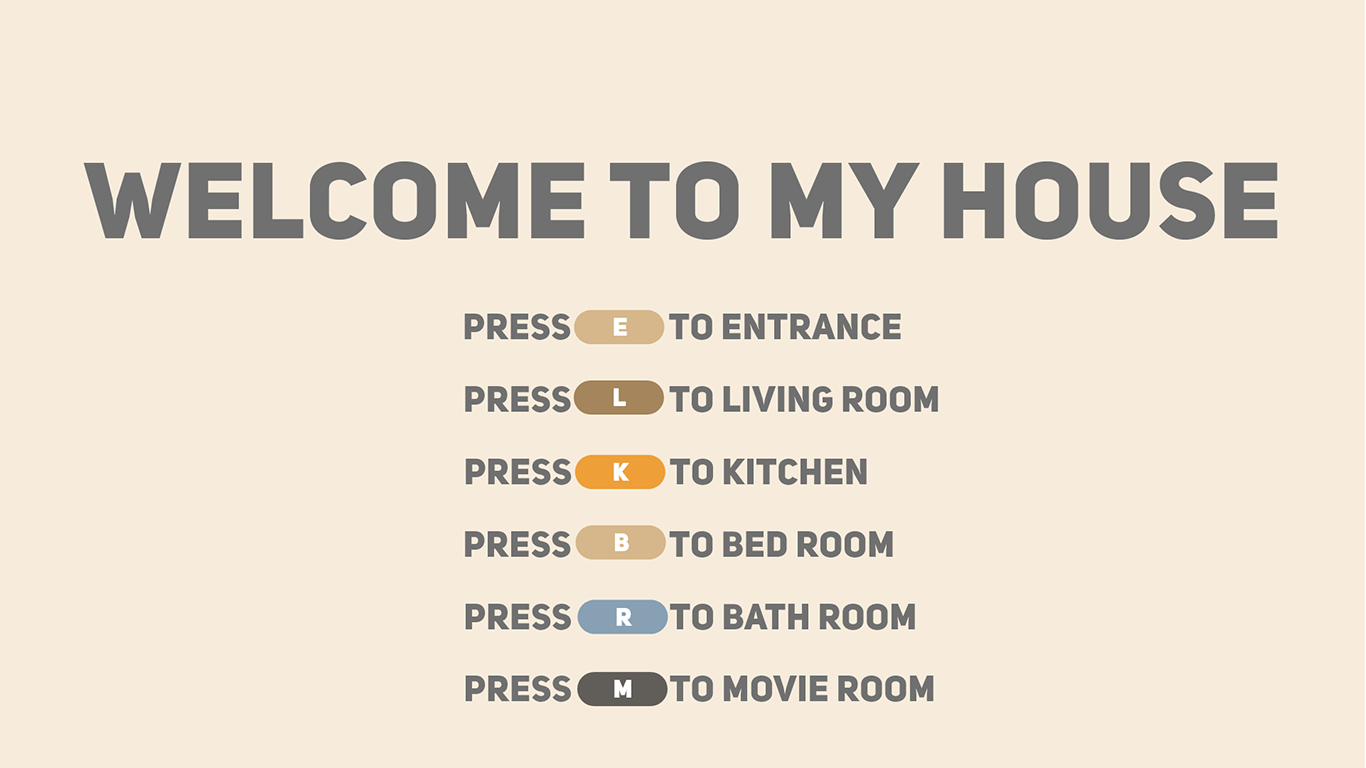 WELCOME TO MY HOUSE
PRESS E TO ENTRANCE
PRESS L TO LIVING ROOM
PRESS K TO KITCHEN
PRESS B TO BED ROOM
PRESS R TO BATH ROOM
PRESS M TO MOVIE ROOM